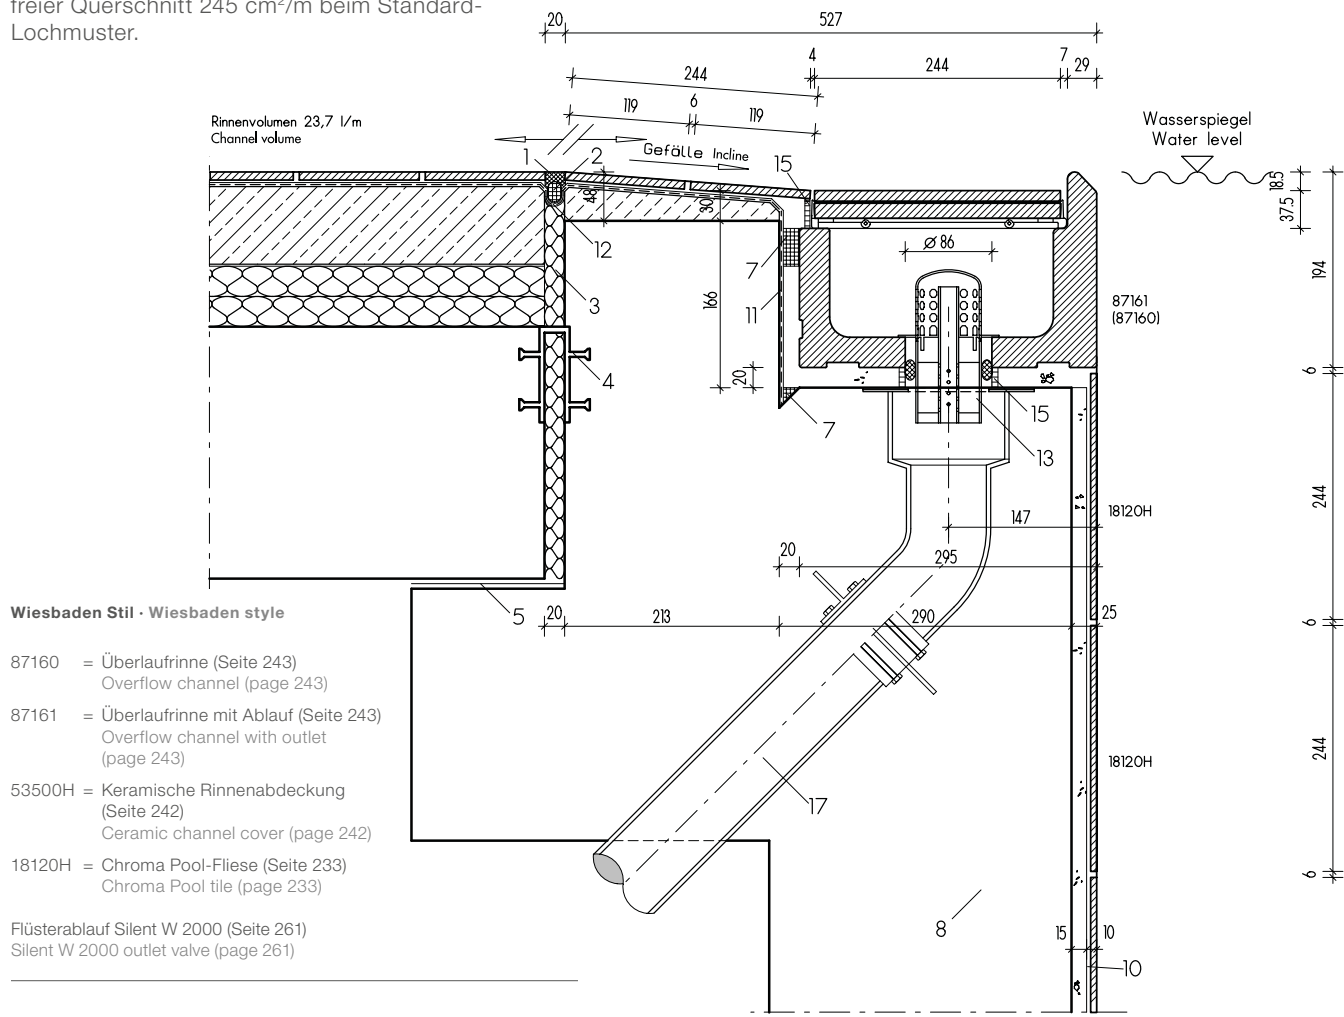 freier Querschnitt 245 cm²/m beim Standard-
Lochmuster.
20
527
4
7
244
244
29
119
6
119
Rinnenvolumen 23,7 l/m
Channel volume
Wasserspiegel
Water level
Gefälle Incline
1
2
15
48
30
18.5
37.5
12
Ø 86
7
3
166
11
194
87161
(87160)
4
20
6
15
7
13
244
147
18120H
20
295
5
20
213
290
25
6
244
18120H
17
6
8
15
10
10
Wiesbaden Stil · Wiesbaden style
87160 = Überlaufrinne (Seite 243)
Overflow channel (page 243)
87161 = Überlaufrinne mit Ablauf (Seite 243)
Overflow channel with outlet
(page 243)
53500H = Keramische Rinnenabdeckung
(Seite 242)
Ceramic channel cover (page 242)
18120H = Chroma Pool-Fliese (Seite 233)
Chroma Pool tile (page 233)
Flüsterablauf Silent W 2000 (Seite 261)
Silent W 2000 outlet valve (page 261)